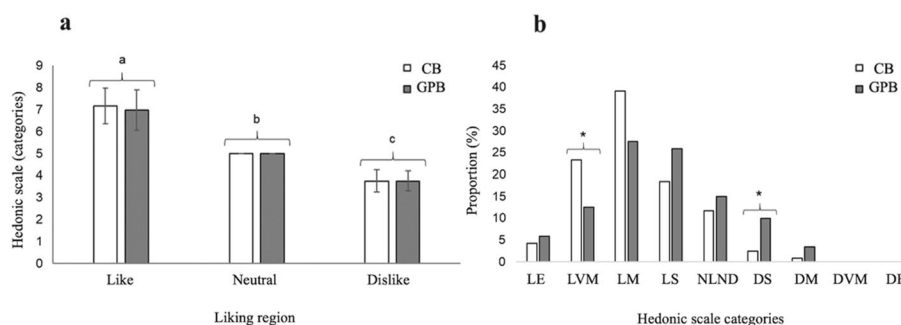 a
CB
GPB
Hedonic scale (categories)
9
8
7
6
5
4
3
2
1
0
a
b
c
Like
Neutral
Dislike
Liking region
b
CB
GPB
Proportion (%)
45
40
35
30
25
20
15
10
5
0
*
*
LE LVM LM LS NLND DS DM DVM
Hedonic scale categories